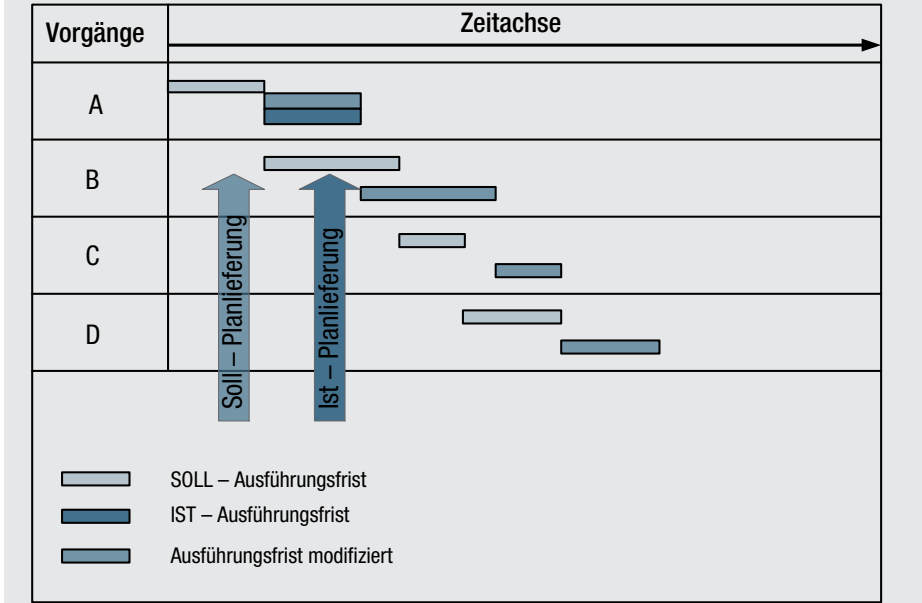 Vorgänge
Zeitachse
A
B
C
D
Soll – Planlieferung
Ist – Planlieferung
SOLL – Ausführungsfrist
IST – Ausführungsfrist
Ausführungsfrist modifiziert